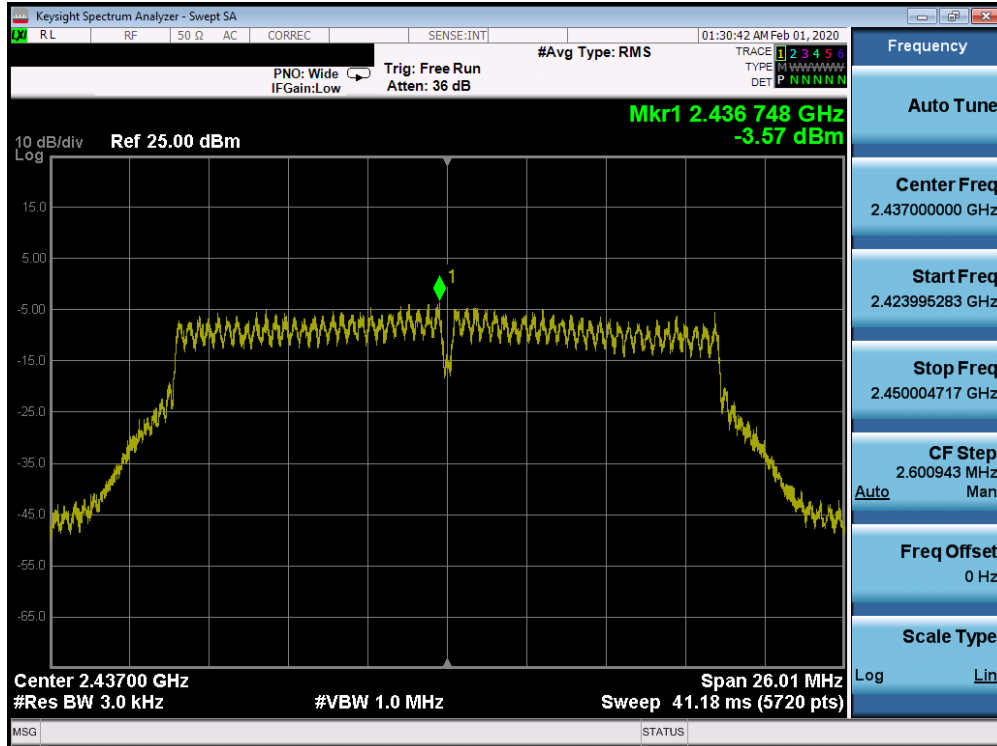 Keysight Spectrum Analyzer - Swept SA
LXI RL RF 50 Ω AC CORREC SENSE:INT 01:30:42 AM Feb 01, 2020
#Avg Type: RMS TRACE 1 2 3 4 5 6
PNO: Wide Trig: Free Run TYPE M WWWWW
IFGain:Low Atten: 36 dB DET P N N N N N
Mkr1 2.436 748 GHz
-3.57 dBm
10 dB/div Ref 25.00 dBm
Log
15.0
5.00
1
-5.00
-15.0
-25.0
-35.0
-45.0
-55.0
-65.0
Center 2.43700 GHz Span 26.01 MHz
#Res BW 3.0 kHz #VBW 1.0 MHz Sweep 41.18 ms (5720 pts)
MSG STATUS
Frequency
Auto Tune
Center Freq
2.437000000 GHz
Start Freq
2.423995283 GHz
Stop Freq
2.450004717 GHz
CF Step
2.600943 MHz
Auto Man
Freq Offset
0 Hz
Scale Type
Log Lin